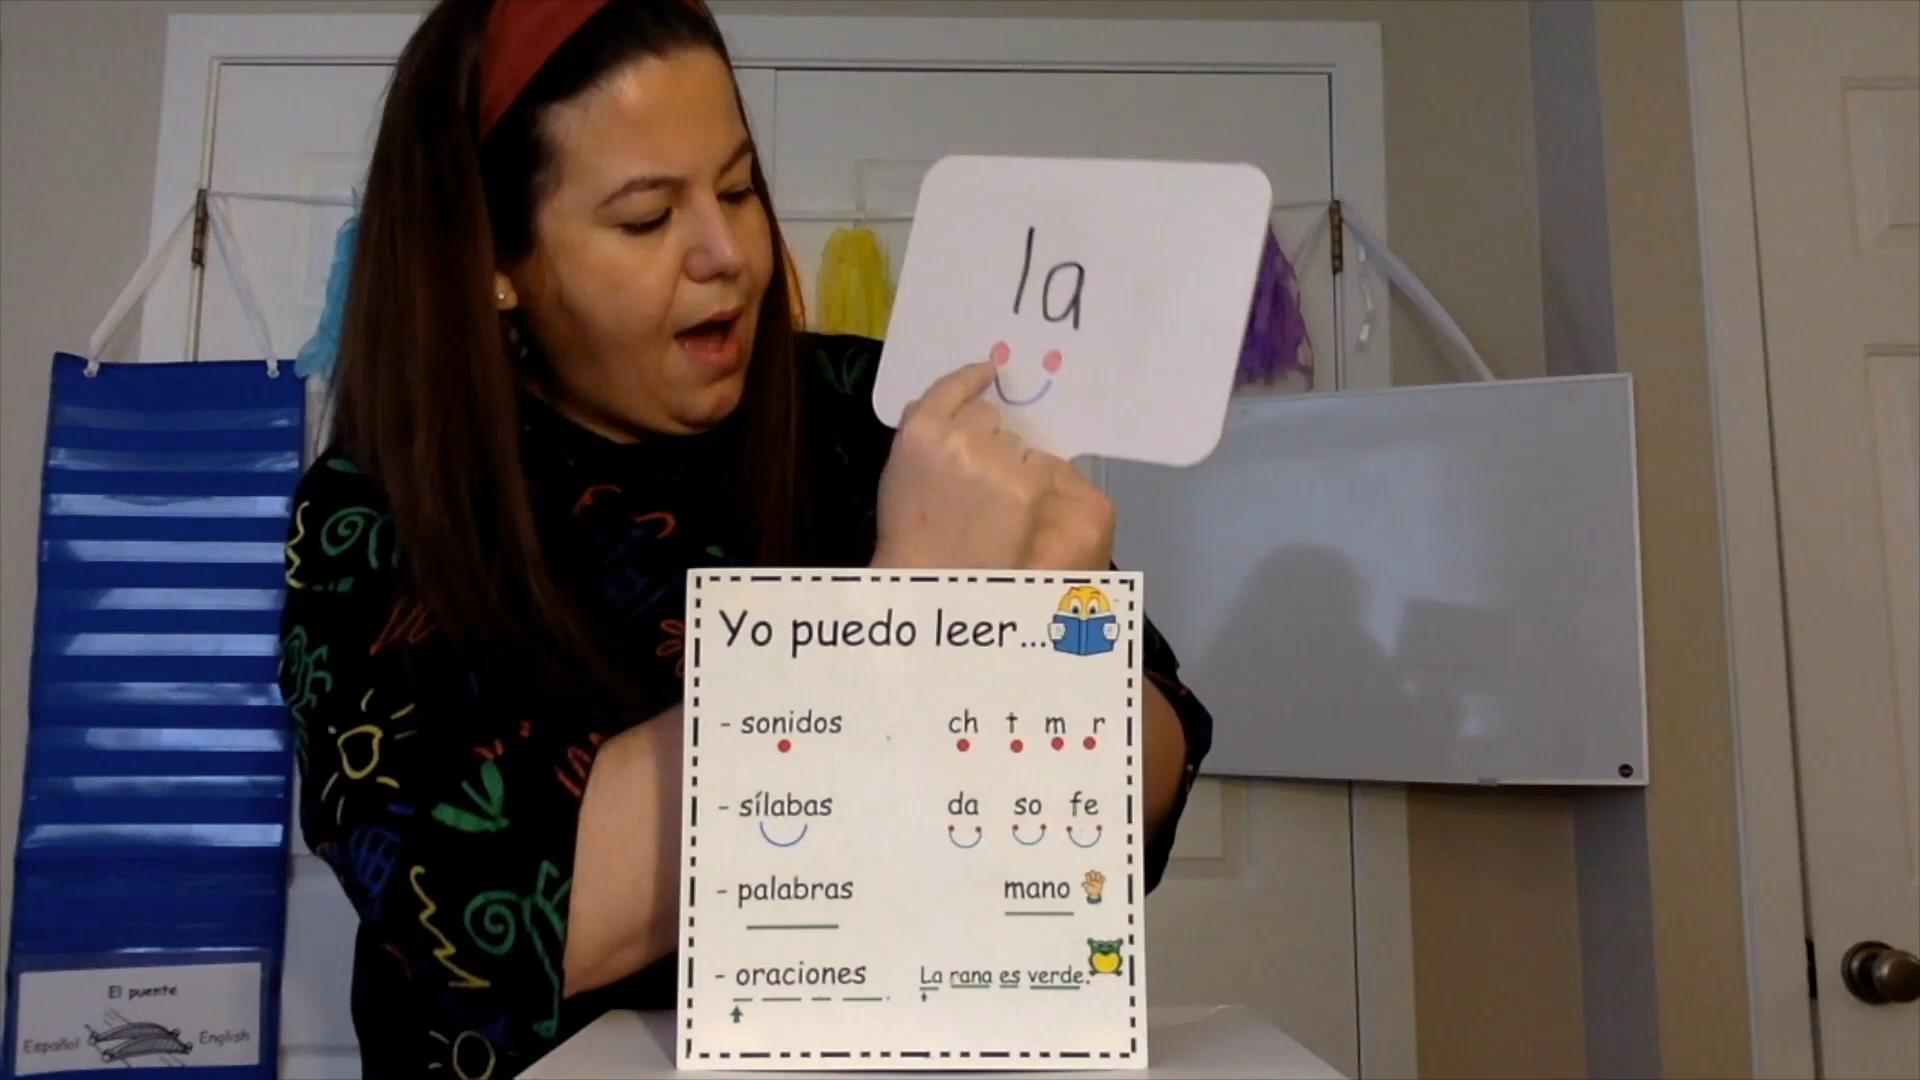 la
Yo puedo leer...
- sonidos ch t m r
- sílabas da so fe
- palabras mano
- oraciones La rana es verde.
El puente
Español English